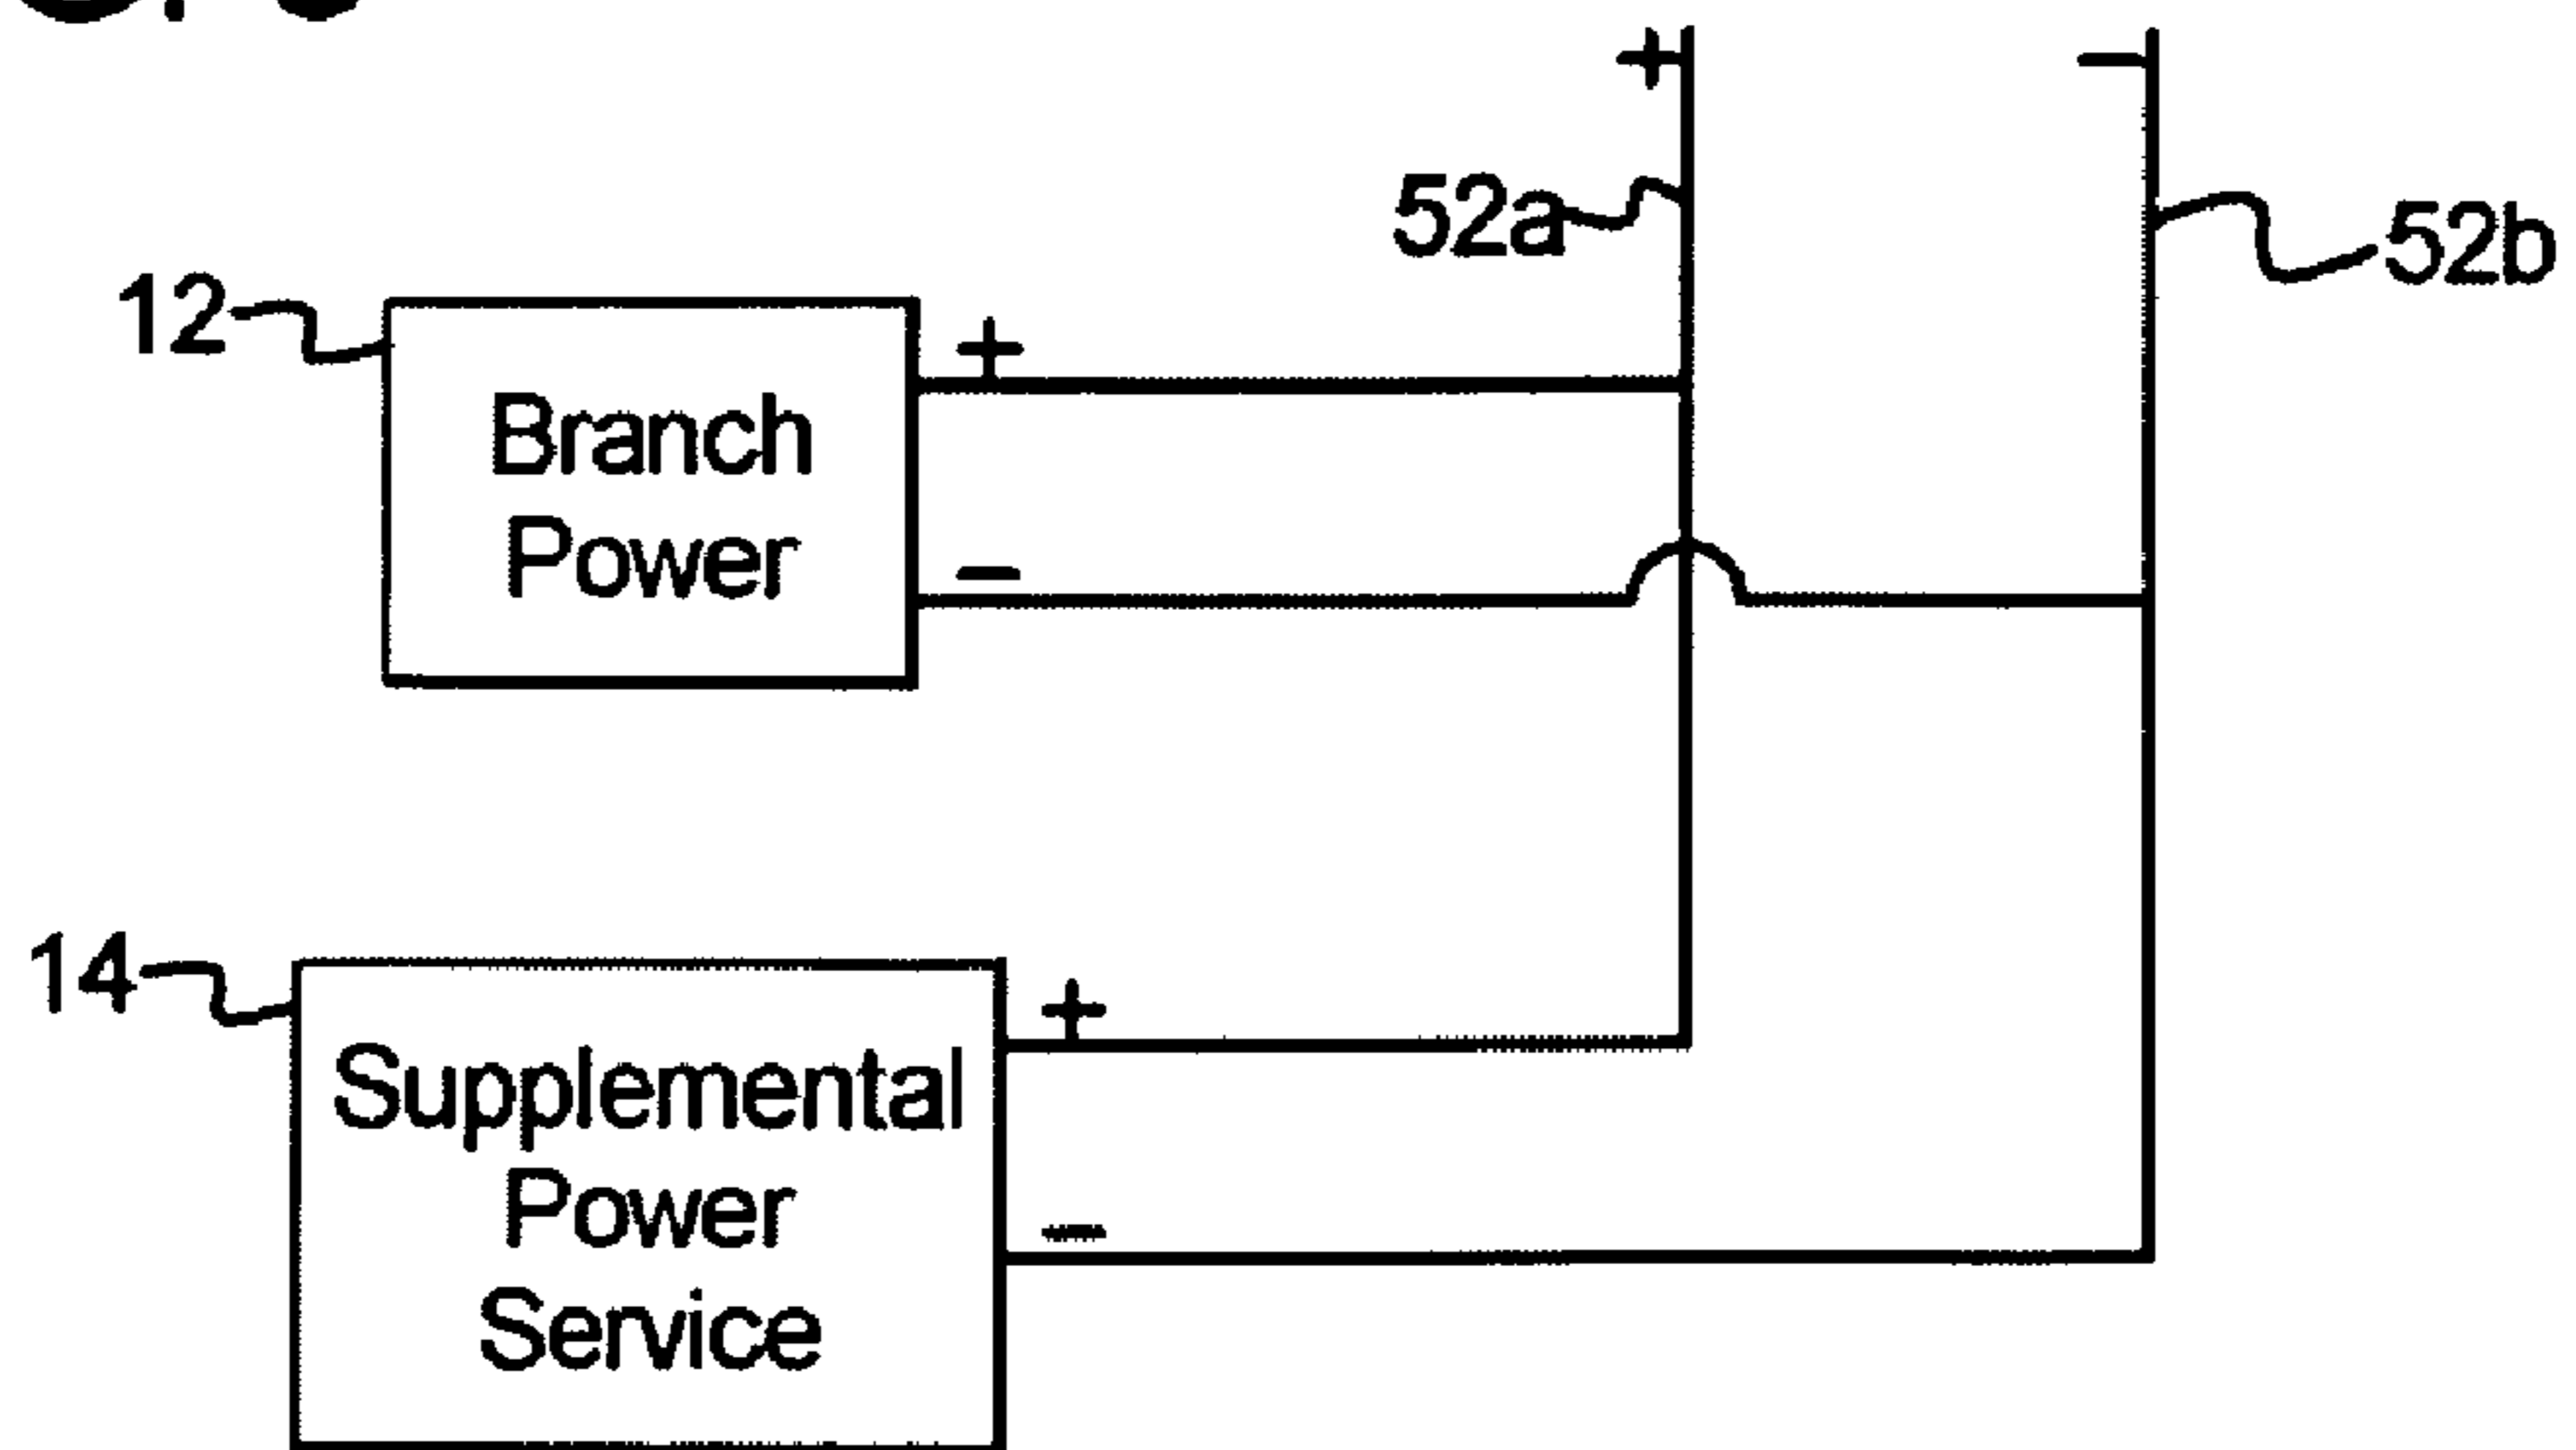 + −
52a
52b
12
+
Branch
Power
−
14
+
Supplemental
Power
−
Service